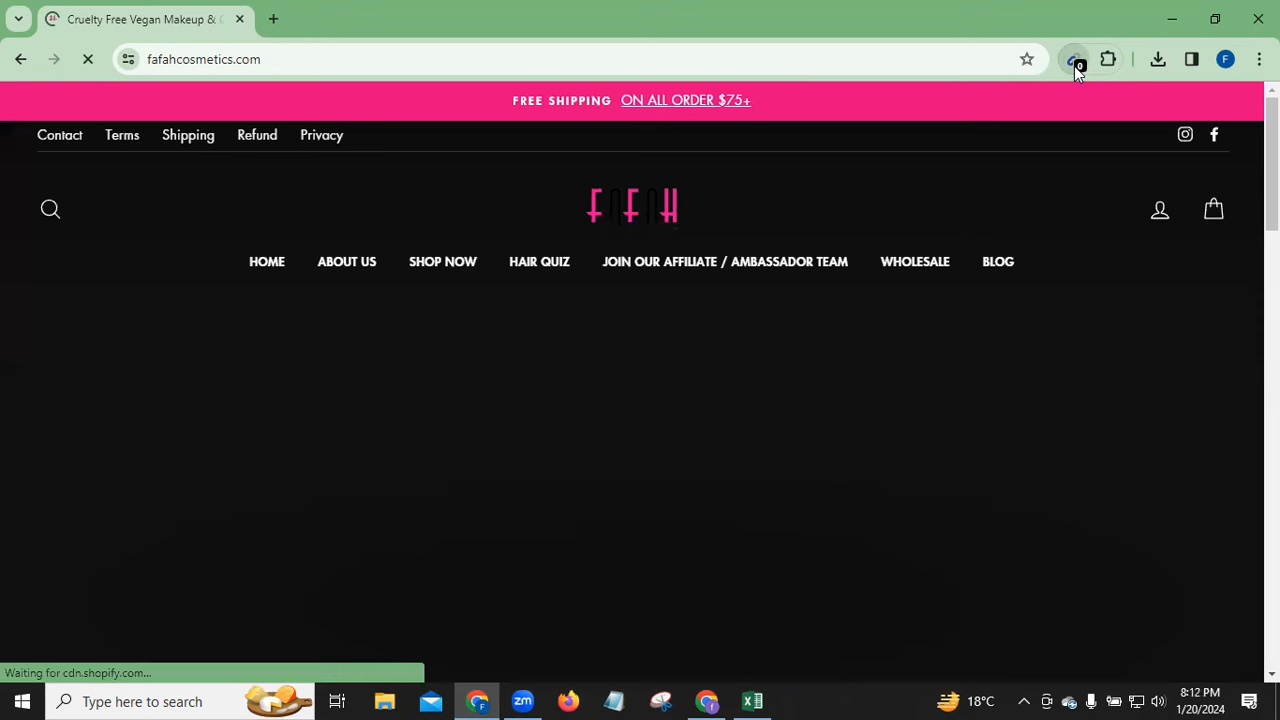 Cruelty Free Vegan Makeup &
fafahcosmetics.com
0
F
FREE SHIPPING ON ALL ORDER $75+
Contact Terms Shipping Refund Privacy
FAFAH
HOME ABOUT US SHOP NOW HAIR QUIZ JOIN OUR AFFILIATE / AMBASSADOR TEAM WHOLESALE BLOG
Waiting for cdn.shopify.com...
Type here to search
zm
18°C
8:12 PM
1/20/2024